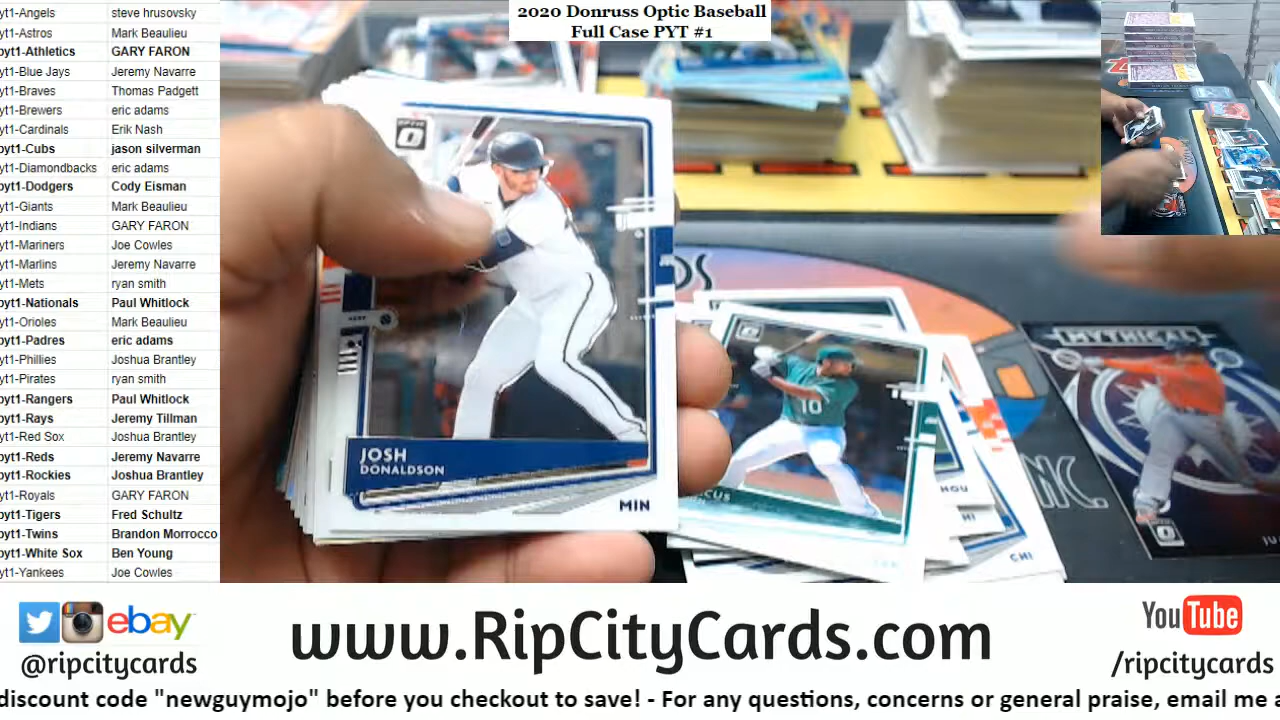 2020 Donruss Optic Baseball
Full Case PYT #1
yt1-Angels steve hrusovsky
yt1-Astros Mark Beaulieu
pyt1-Athletics GARY FARON
yt1-Blue Jays Jeremy Navarre
yt1-Braves Thomas Padgett
yt1-Brewers eric adams
yt1-Cardinals Erik Nash
pyt1-Cubs jason silverman
yt1-Diamondbacks eric adams
pyt1-Dodgers Cody Eisman
yt1-Giants Mark Beaulieu
yt1-Indians GARY FARON
yt1-Mariners Joe Cowles
yt1-Marlins Jeremy Navarre
yt1-Mets ryan smith
pyt1-Nationals Paul Whitlock
yt1-Orioles Mark Beaulieu
pyt1-Padres eric adams
yt1-Phillies Joshua Brantley
yt1-Pirates ryan smith
pyt1-Rangers Paul Whitlock
pyt1-Rays Jeremy Tillman
yt1-Red Sox Joshua Brantley
pyt1-Reds Jeremy Navarre
pyt1-Rockies Joshua Brantley
yt1-Royals GARY FARON
pyt1-Tigers Fred Schultz
pyt1-Twins Brandon Morrocco
pyt1-White Sox Ben Young
yt1-Yankees Joe Cowles
JOSH
DONALDSON
MIN
10
HOU
CHI
MYTHICAL
ebay
@ripcitycards
www.RipCityCards.com
YouTube
/ripcitycards
discount code "newguymojo" before you checkout to save! - For any questions, concerns or general praise, email me a